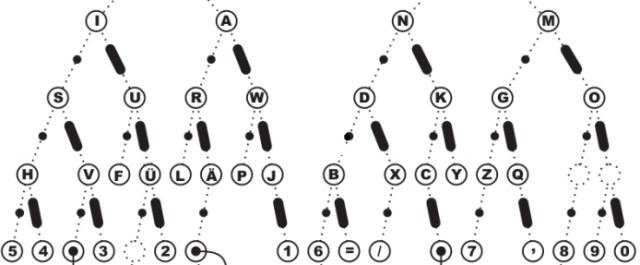 I A N M
S U R W D K G O
H V F Ü L Ä P J B X C Y Z Q
5 4 3 2 1 6 = / 7 , 8 9 0